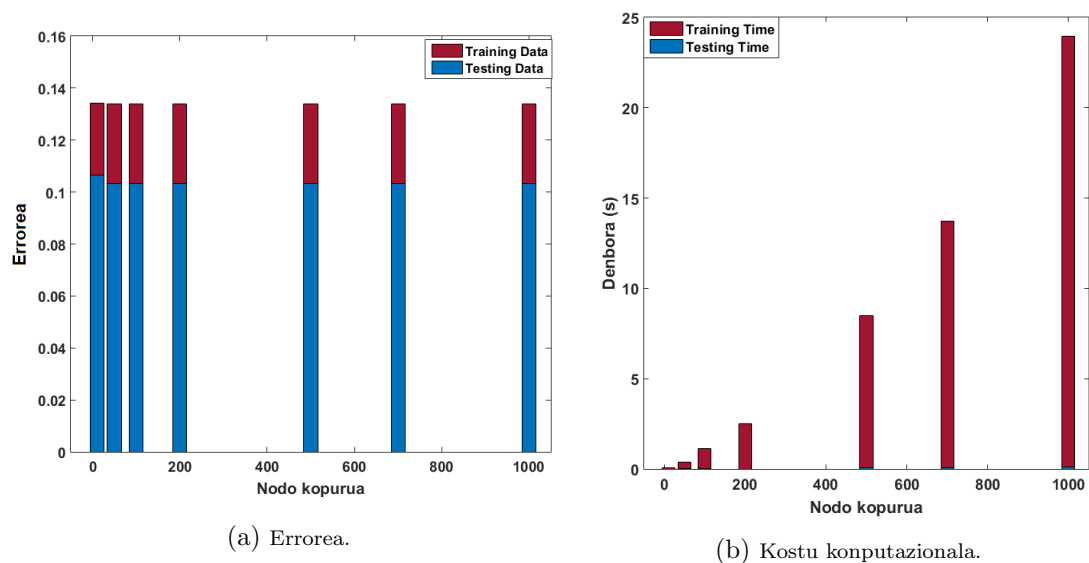 0.16
0.14
0.12
0.1
0.08
0.06
0.04
0.02
0
Errorea
Training Data
Testing Data
0 200 400 600 800 1000
Nodo kopurua
(a) Errorea.
25
20
15
10
5
0
Denbora (s)
Training Time
Testing Time
0 200 400 600 800 1000
Nodo kopurua
(b) Kostu konputazionala.